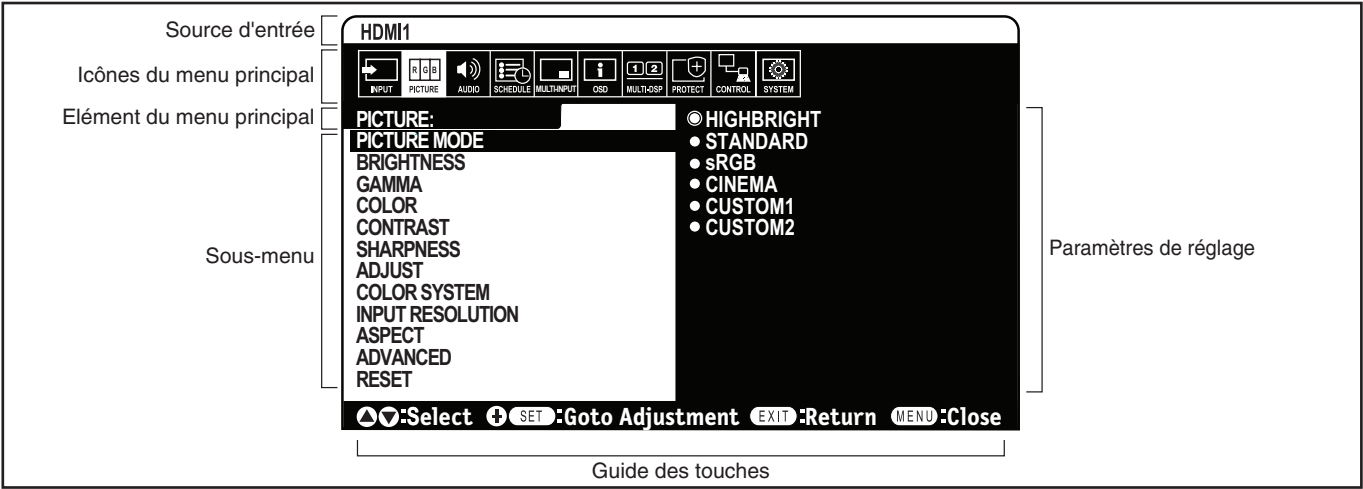 Source d'entrée
HDMI1
Icônes du menu principal
INPUT
R G B
PICTURE
AUDIO
SCHEDULE
MULTI-INPUT
i
OSD
1 2
MULTI-DSP
PROTECT
CONTROL
SYSTEM
Elément du menu principal
PICTURE:
Sous-menu
PICTURE MODE
BRIGHTNESS
GAMMA
COLOR
CONTRAST
SHARPNESS
ADJUST
COLOR SYSTEM
INPUT RESOLUTION
ASPECT
ADVANCED
RESET
HIGHBRIGHT
STANDARD
sRGB
CINEMA
CUSTOM1
CUSTOM2
Paramètres de réglage
:Select SET:Goto Adjustment EXIT:Return MENU:Close
Guide des touches